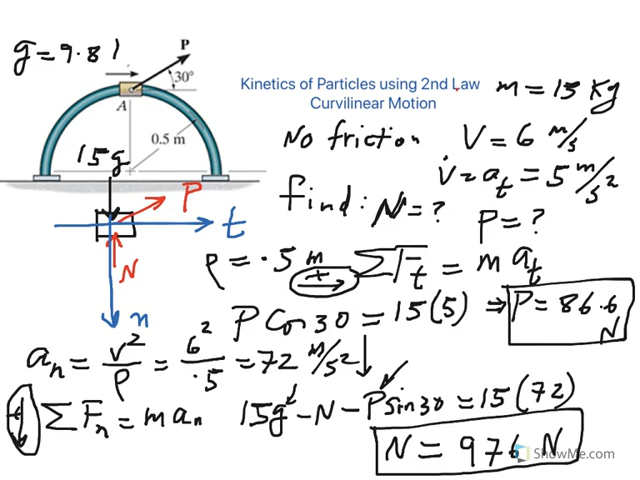 g = 9.81
P
30°
A
0.5 m
Kinetics of Particles using 2nd Law
Curvilinear Motion
m = 15 Kg
No friction
V = 6 m/s
v̇ = a_t = 5 m/s²
find: N = ?
P = ?
15g
P
t
N
n
ρ = .5 m
+→ ΣF_t = m a_t
P Cos 30 = 15(5) ⇒ P = 86.6 N
a_n = v²/ρ = 6²/.5 = 72 m/s²
+↓ ΣF_n = m a_n
15g - N - P sin 30 = 15(72)
N = 976 N
ShowMe.com